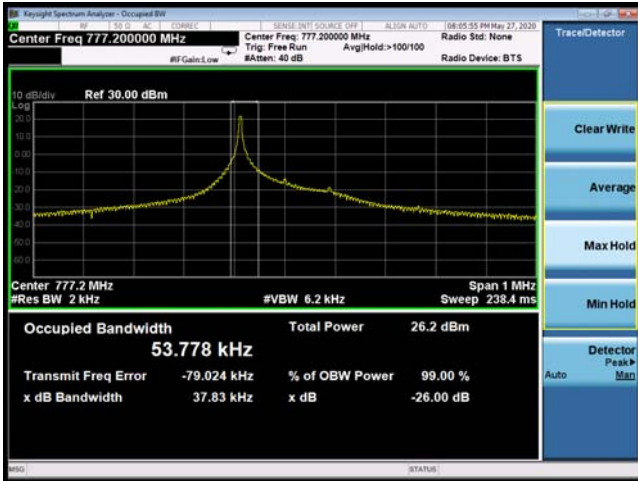 Keysight Spectrum Analyzer - Occupied BW
RF 50 Ω AC CORREC SENSE:INT SOURCE OFF ALIGN AUTO 08:05:55 PM May 27, 2020
Center Freq 777.200000 MHz
Center Freq: 777.200000 MHz
Radio Std: None
Trig: Free Run Avg|Hold:>100/100
#IFGain:Low #Atten: 40 dB
Radio Device: BTS
Trace/Detector
10 dB/div Ref 30.00 dBm
Log
20.0
10.0
0.00
-10.0
-20.0
-30.0
-40.0
-50.0
-60.0
Center 777.2 MHz
Span 1 MHz
#Res BW 2 kHz
#VBW 6.2 kHz
Sweep 238.4 ms
Occupied Bandwidth
53.778 kHz
Total Power 26.2 dBm
Transmit Freq Error -79.024 kHz
% of OBW Power 99.00 %
x dB Bandwidth 37.83 kHz
x dB -26.00 dB
Clear Write
Average
Max Hold
Min Hold
Detector
Peak▶
Auto Man
MSG
STATUS